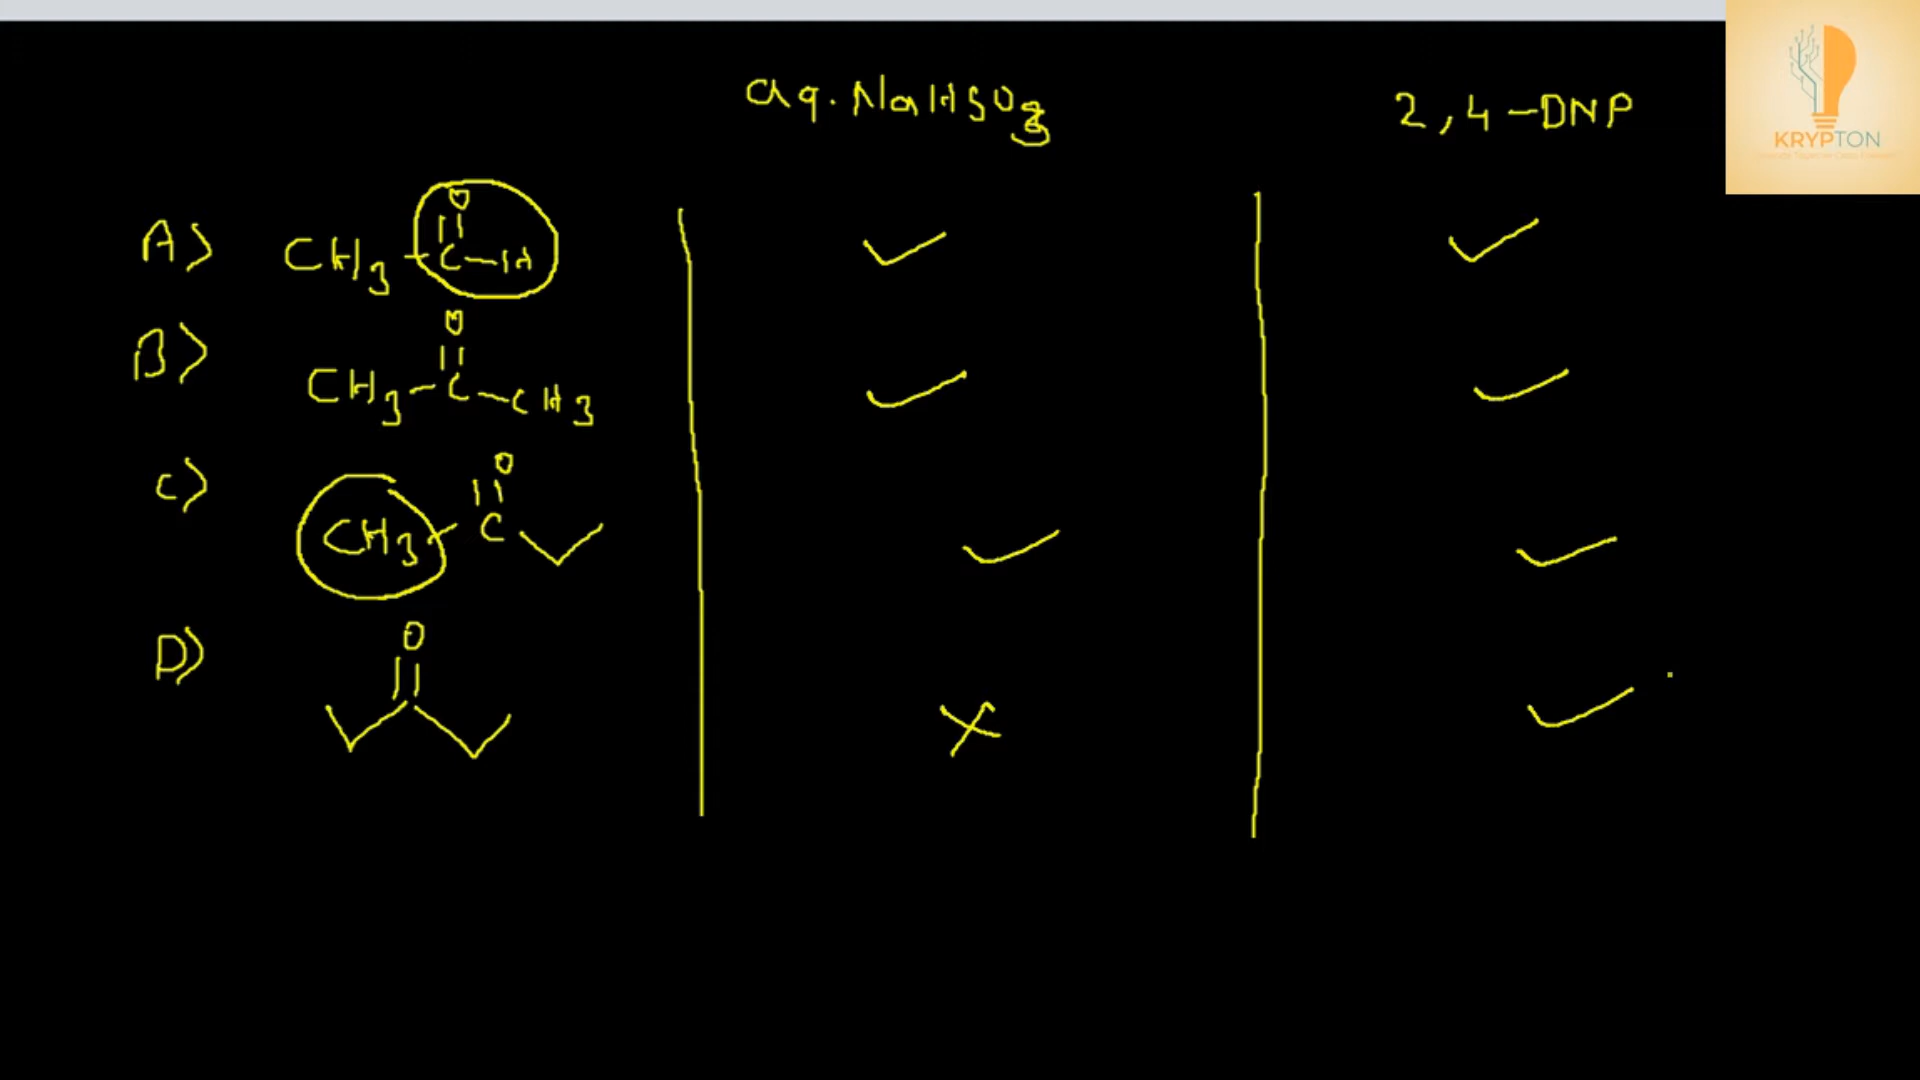 aq. NaHSO3
2,4-DNP
KRYPTON
A) CH3-C-H
O
B) CH3-C-CH3
O
C) CH3-C
O
D)
O